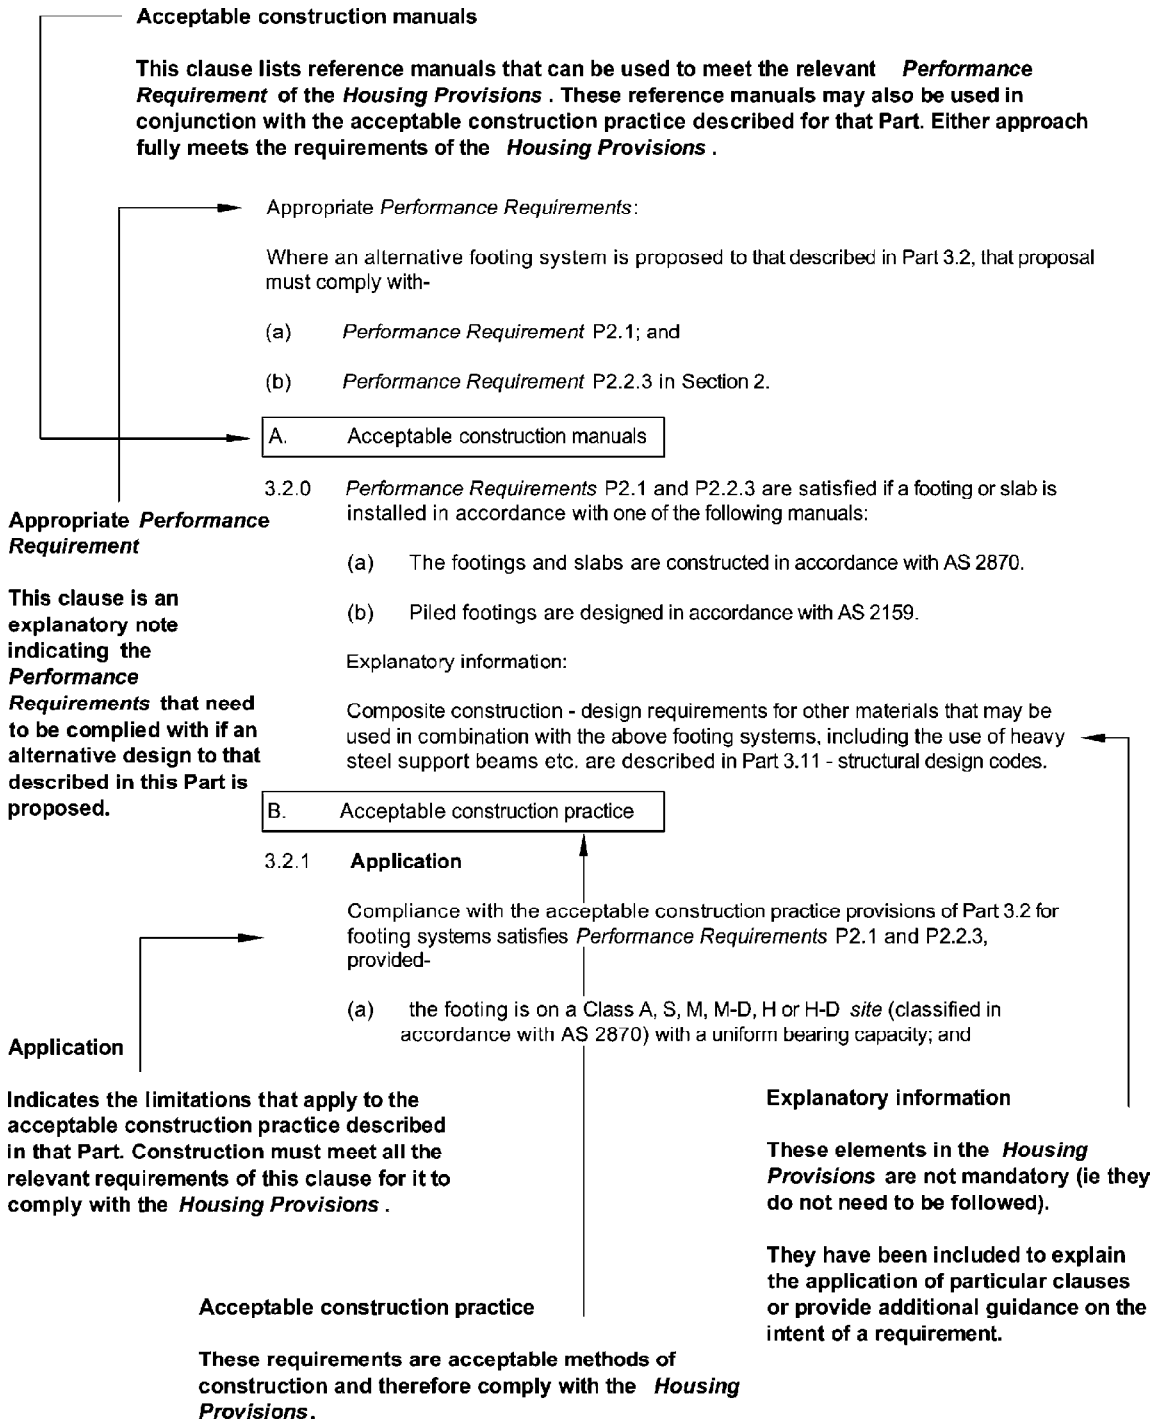 Acceptable construction manuals
This clause lists reference manuals that can be used to meet the relevant Performance
Requirement of the Housing Provisions . These reference manuals may also be used in
conjunction with the acceptable construction practice described for that Part. Either approach
fully meets the requirements of the Housing Provisions .
Appropriate Performance Requirements:
Where an alternative footing system is proposed to that described in Part 3.2, that proposal
must comply with-
(a) Performance Requirement P2.1; and
(b) Performance Requirement P2.2.3 in Section 2.
A. Acceptable construction manuals
3.2.0 Performance Requirements P2.1 and P2.2.3 are satisfied if a footing or slab is
installed in accordance with one of the following manuals:
(a) The footings and slabs are constructed in accordance with AS 2870.
(b) Piled footings are designed in accordance with AS 2159.
Explanatory information:
Composite construction - design requirements for other materials that may be
used in combination with the above footing systems, including the use of heavy
steel support beams etc. are described in Part 3.11 - structural design codes.
Appropriate Performance
Requirement
This clause is an
explanatory note
indicating the
Performance
Requirements that need
to be complied with if an
alternative design to that
described in this Part is
proposed.
B. Acceptable construction practice
3.2.1 Application
Compliance with the acceptable construction practice provisions of Part 3.2 for
footing systems satisfies Performance Requirements P2.1 and P2.2.3,
provided-
(a) the footing is on a Class A, S, M, M-D, H or H-D site (classified in
accordance with AS 2870) with a uniform bearing capacity; and
Application
Indicates the limitations that apply to the
acceptable construction practice described
in that Part. Construction must meet all the
relevant requirements of this clause for it to
comply with the Housing Provisions .
Explanatory information
These elements in the Housing
Provisions are not mandatory (ie they
do not need to be followed).
They have been included to explain
the application of particular clauses
or provide additional guidance on the
intent of a requirement.
Acceptable construction practice
These requirements are acceptable methods of
construction and therefore comply with the Housing
Provisions.